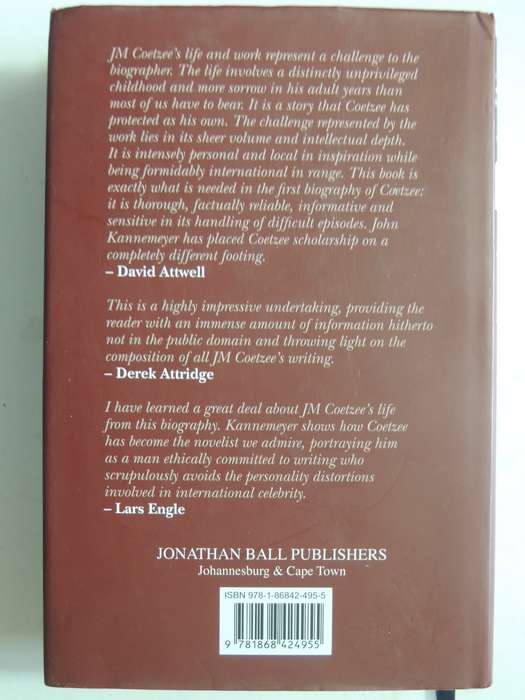 JM Coetzee's life and work represent a challenge to the
biographer. The life involves a distinctly unprivileged
childhood and more sorrow in his adult years than
most of us have to bear. It is a story that Coetzee has
protected as his own. The challenge represented by the
work lies in its sheer volume and intellectual depth.
It is intensely personal and local in inspiration while
being formidably international in range. This book is
exactly what is needed in the first biography of Coetzee:
it is thorough, factually reliable, informative and
sensitive in its handling of difficult episodes. John
Kannemeyer has placed Coetzee scholarship on a
completely different footing.
– David Attwell
This is a highly impressive undertaking, providing the
reader with an immense amount of information hitherto
not in the public domain and throwing light on the
composition of all JM Coetzee's writing.
– Derek Attridge
I have learned a great deal about JM Coetzee's life
from this biography. Kannemeyer shows how Coetzee
has become the novelist we admire, portraying him
as a man ethically committed to writing who
scrupulously avoids the personality distortions
involved in international celebrity.
– Lars Engle
JONATHAN BALL PUBLISHERS
Johannesburg & Cape Town
ISBN 978-1-86842-495-5
9 781868 424955